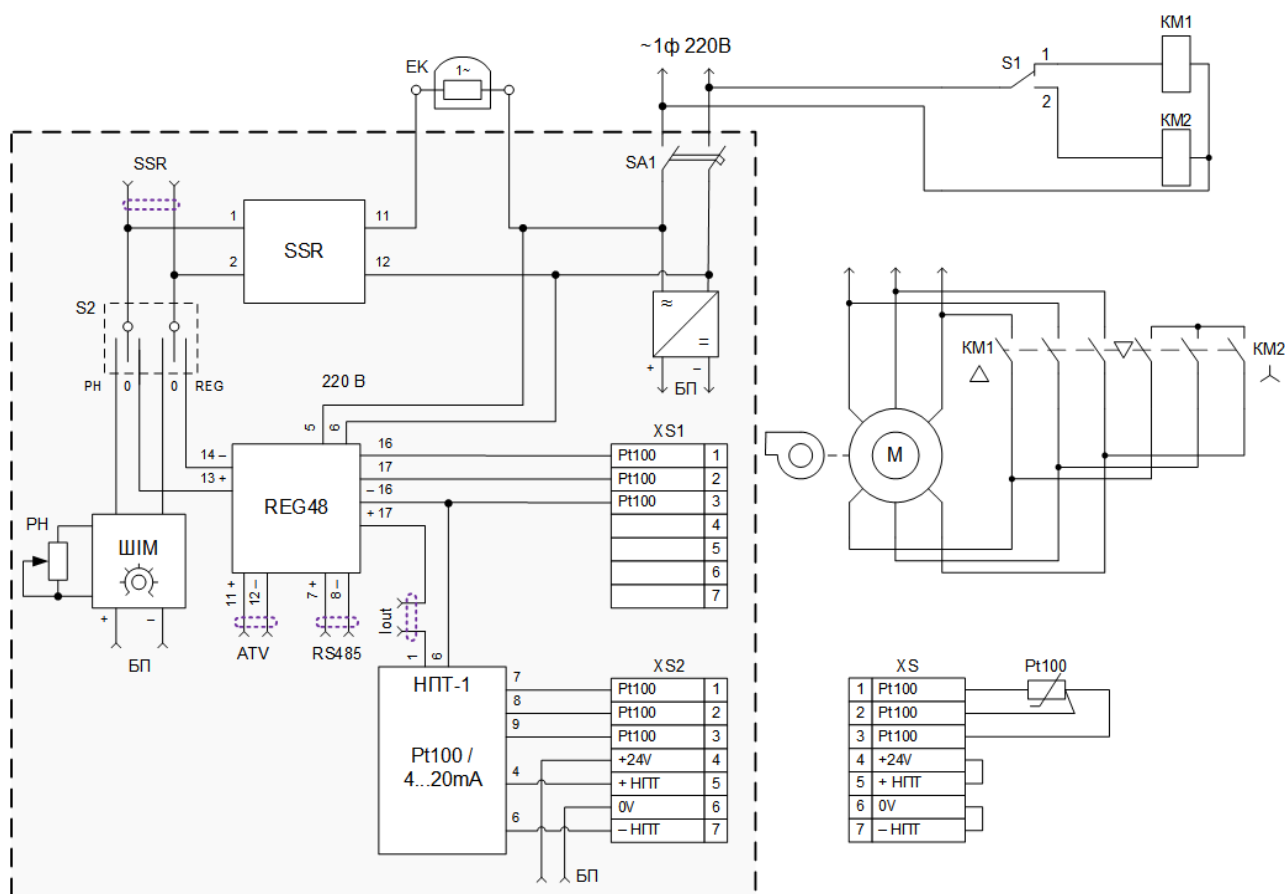 ~1ф 220В
КМ1
EK
1~
S1
1
2
КМ2
SSR
SA1
1
11
SSR
2
12
S2
≈
=
PH
0
0
REG
220 В
+
–
БП
КМ1
КМ2
5
6
XS1
14 –
16
Pt100
1
13 +
17
Pt100
2
REG48
– 16
Pt100
3
+ 17
4
5
6
7
M
PH
ШІМ
+
–
БП
11 +
12 –
7 +
8 –
ATV
RS485
Iout
1
6
НПТ-1
Pt100 /
4...20mA
XS2
7
Pt100
1
8
Pt100
2
9
Pt100
3
+24V
4
4
+ НПТ
5
0V
6
6
– НПТ
7
БП
XS
Pt100
1
Pt100
2
Pt100
3
Pt100
4
+24V
5
+ НПТ
6
0V
7
– НПТ